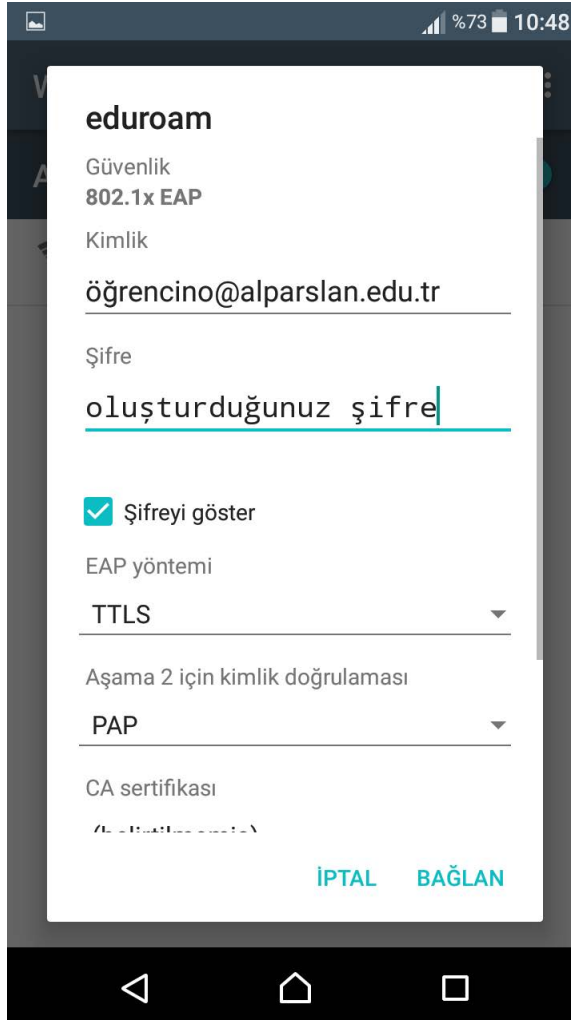 %73 10:48
eduroam
Güvenlik
802.1x EAP
Kimlik
öğrencino@alparslan.edu.tr
Şifre
oluşturduğunuz şifre
Şifreyi göster
EAP yöntemi
TTLS
Aşama 2 için kimlik doğrulaması
PAP
CA sertifikası
(belirtilmemiş)
İPTAL BAĞLAN